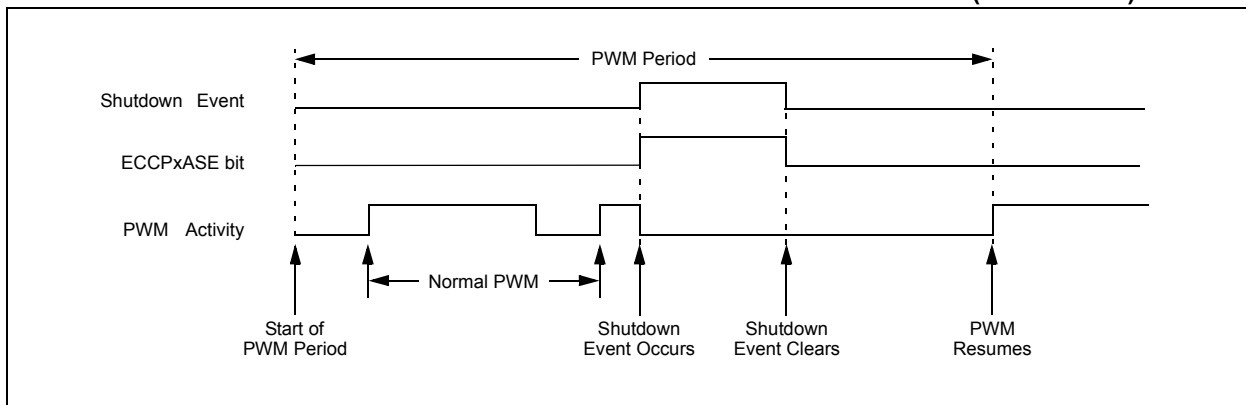 PWM Period
Shutdown Event
ECCPxASE bit
PWM Activity
Normal PWM
Start of
PWM Period
Shutdown
Event Occurs
Shutdown
Event Clears
PWM
Resumes